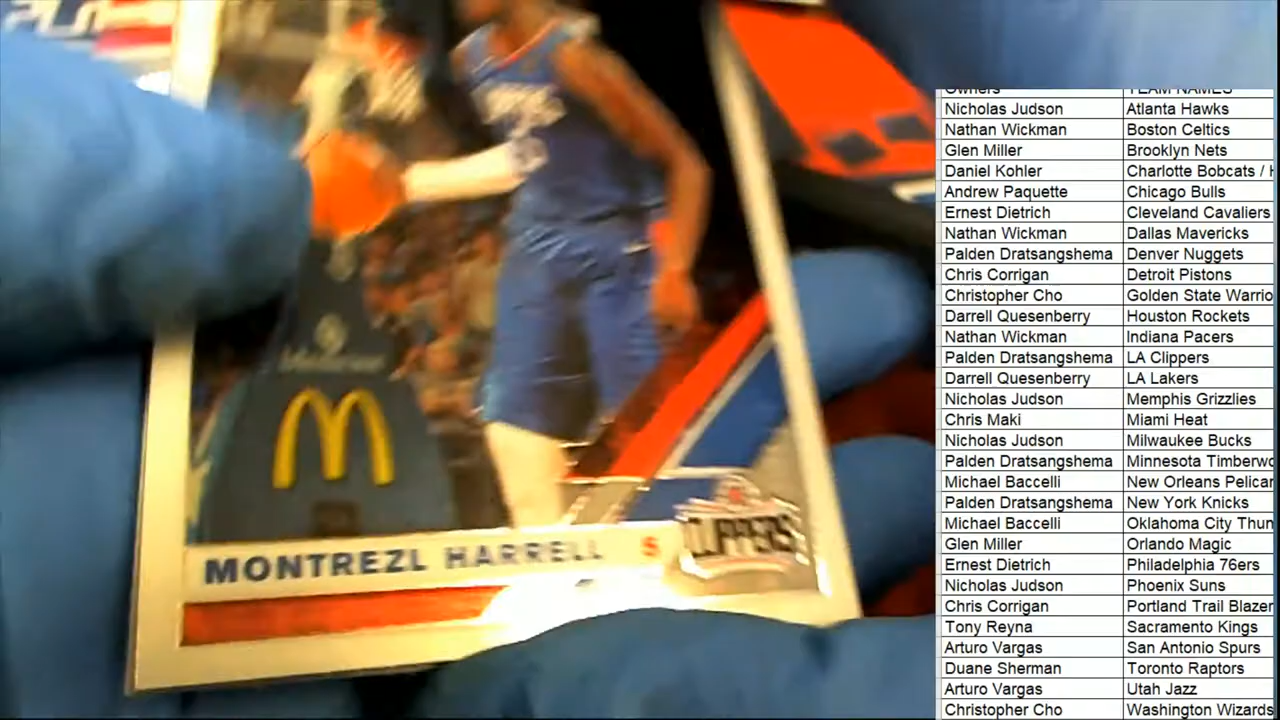 MONTREZL HARRELL 5
CLIPPERS
Owners TEAM NAMES
Nicholas Judson Atlanta Hawks
Nathan Wickman Boston Celtics
Glen Miller Brooklyn Nets
Daniel Kohler Charlotte Bobcats / H
Andrew Paquette Chicago Bulls
Ernest Dietrich Cleveland Cavaliers
Nathan Wickman Dallas Mavericks
Palden Dratsangshema Denver Nuggets
Chris Corrigan Detroit Pistons
Christopher Cho Golden State Warrio
Darrell Quesenberry Houston Rockets
Nathan Wickman Indiana Pacers
Palden Dratsangshema LA Clippers
Darrell Quesenberry LA Lakers
Nicholas Judson Memphis Grizzlies
Chris Maki Miami Heat
Nicholas Judson Milwaukee Bucks
Palden Dratsangshema Minnesota Timberwo
Michael Baccelli New Orleans Pelicar
Palden Dratsangshema New York Knicks
Michael Baccelli Oklahoma City Thun
Glen Miller Orlando Magic
Ernest Dietrich Philadelphia 76ers
Nicholas Judson Phoenix Suns
Chris Corrigan Portland Trail Blazer
Tony Reyna Sacramento Kings
Arturo Vargas San Antonio Spurs
Duane Sherman Toronto Raptors
Arturo Vargas Utah Jazz
Christopher Cho Washington Wizards